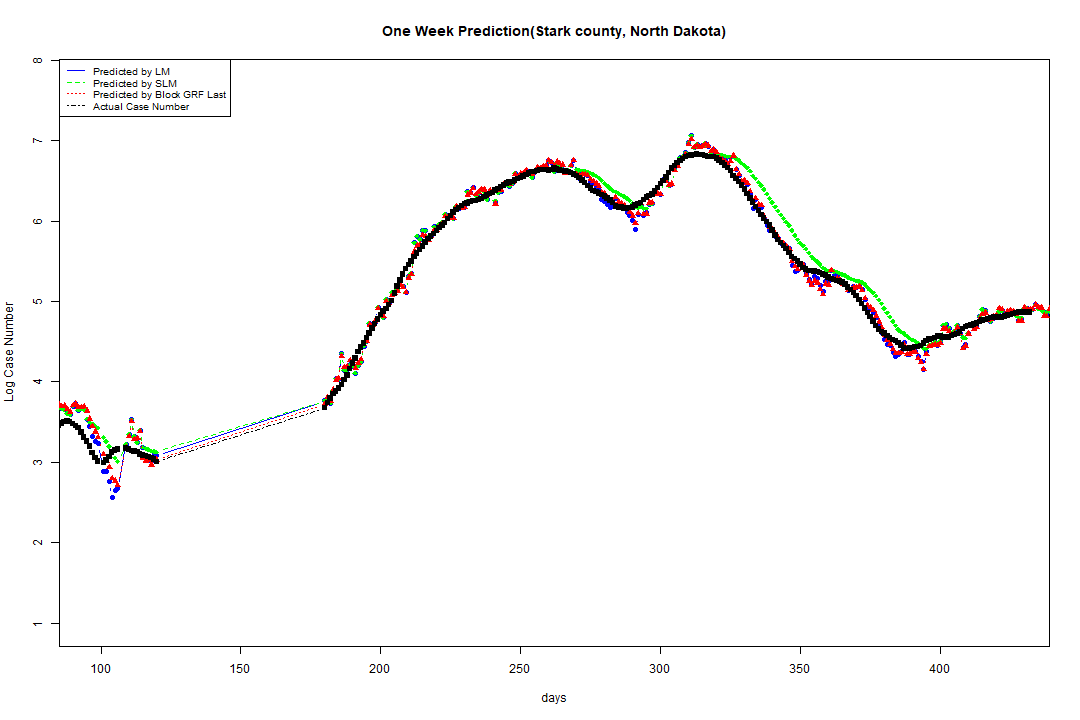 One Week Prediction(Stark county, North Dakota)
Predicted by LM
Predicted by SLM
Predicted by Block GRF Last
Actual Case Number
Log Case Number
8
7
6
5
4
3
2
1
100 150 200 250 300 350 400
days